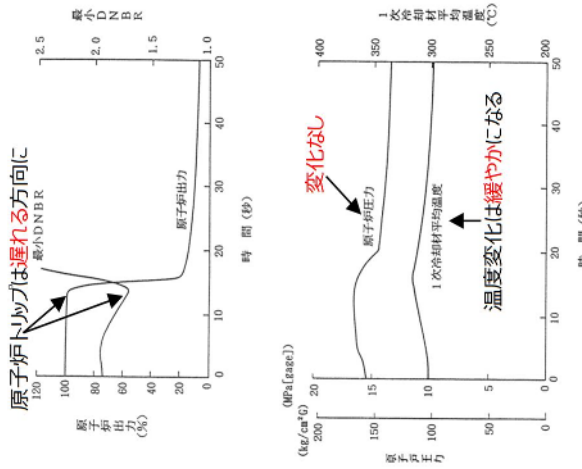 原子炉トリップは遅れる方向に
最小DNBR
2.5
2.0
1.5
1.0
最小DNBR
原子炉出力
120
100
80
60
40
20
0
原子炉出力(%)
0
10
20
30
40
50
時 間 (秒)
変化なし
原子炉圧力
1次冷却材平均温度
温度変化は緩やかになる
(kg/cm²G)
200
150
100
50
0
(MPa[gage])
20
15
10
5
0
原子炉圧力
400
350
300
250
200
1次冷却材平均温度(℃)
0
10
20
30
40
50